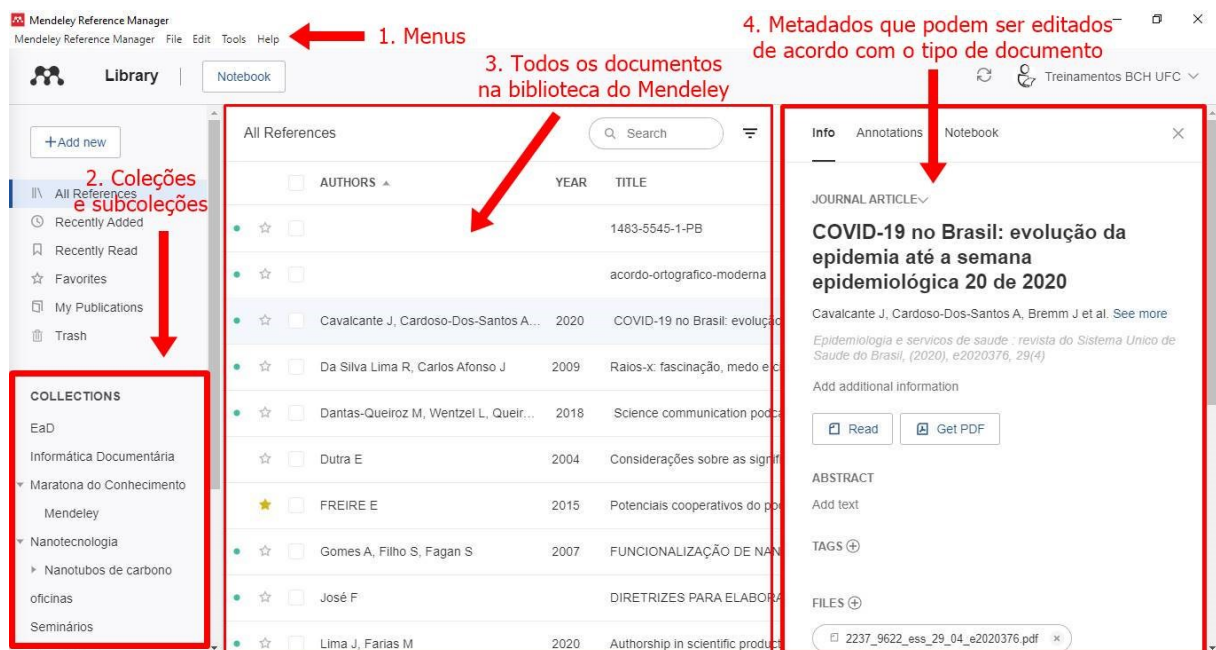 Mendeley Reference Manager
Mendeley Reference Manager File Edit Tools Help
1. Menus
4. Metadados que podem ser editados
de acordo com o tipo de documento
Library | Notebook
3. Todos os documentos
na biblioteca do Mendeley
Treinamentos BCH UFC
+Add new
2. Coleções
e subcoleções
All References
Recently Added
Recently Read
Favorites
My Publications
Trash
COLLECTIONS
EaD
Informática Documentária
Maratona do Conhecimento
Mendeley
Nanotecnologia
Nanotubos de carbono
oficinas
Seminários
All References Search
AUTHORS YEAR TITLE
1483-5545-1-PB
acordo-ortografico-moderna
Cavalcante J, Cardoso-Dos-Santos A... 2020 COVID-19 no Brasil: evolução
Da Silva Lima R, Carlos Afonso J 2009 Raios-x: fascinação, medo e
Dantas-Queiroz M, Wentzel L, Queir... 2018 Science communication
Dutra E 2004 Considerações sobre as
FREIRE E 2015 Potenciais cooperativos do
Gomes A, Filho S, Fagan S 2007 FUNCIONALIZAÇÃO DE NAN
José F DIRETRIZES PARA ELABORA
Lima J, Farias M 2020 Authorship in scientific product
Info Annotations Notebook
JOURNAL ARTICLE
COVID-19 no Brasil: evolução da
epidemia até a semana
epidemiológica 20 de 2020
Cavalcante J, Cardoso-Dos-Santos A, Bremm J et al. See more
Epidemiologia e servicos de saude : revista do Sistema Unico de
Saude do Brasil, (2020), e2020376, 29(4)
Add additional information
Read Get PDF
ABSTRACT
Add text
TAGS
FILES
2237_9622_ess_29_04_e2020376.pdf ×